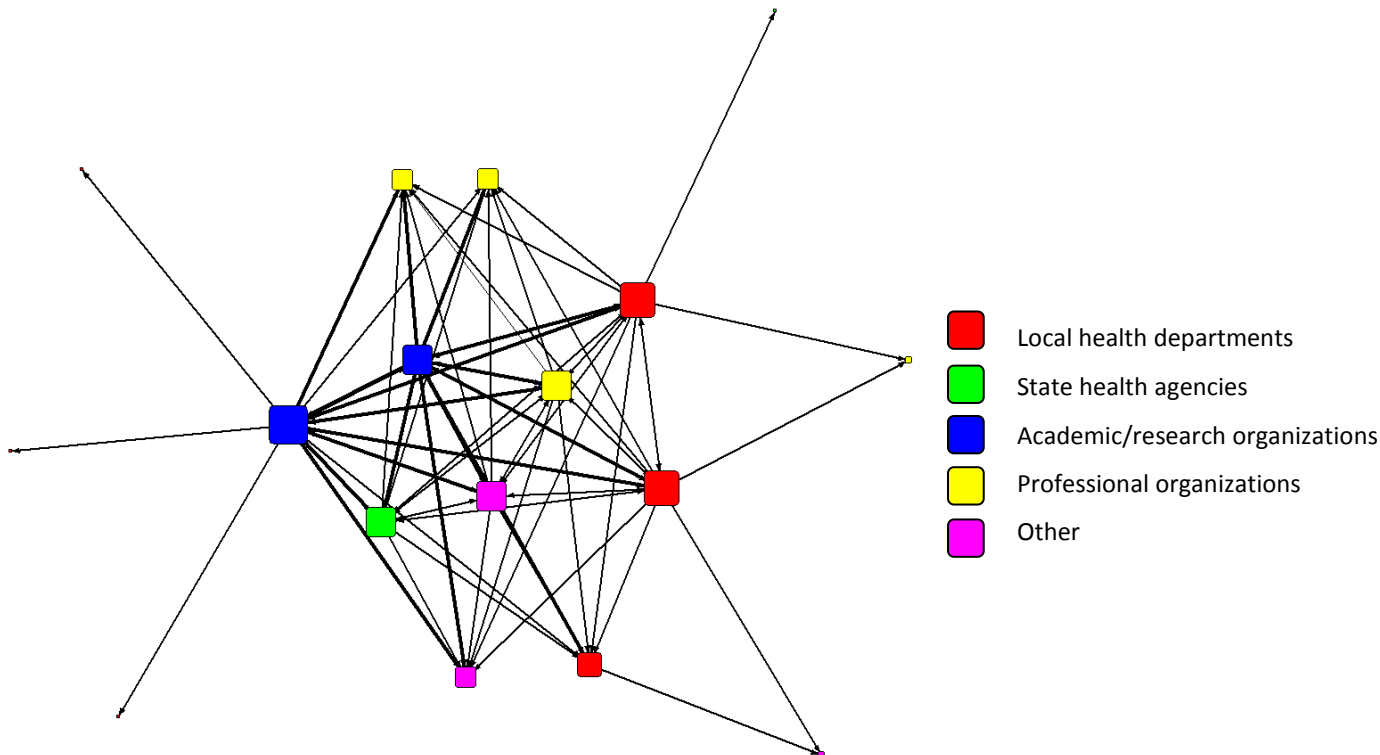 Local health departments
State health agencies
Academic/research organizations
Professional organizations
Other